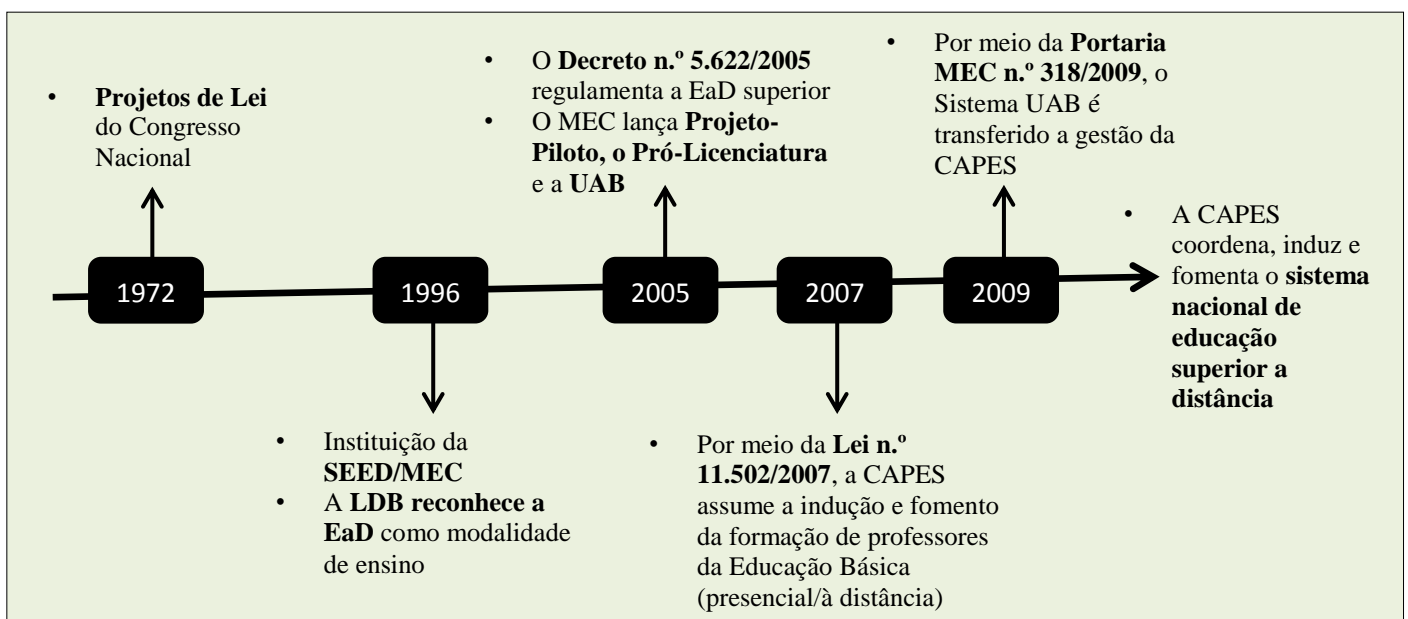 • Projetos de Lei
do Congresso
Nacional
• O Decreto n.º 5.622/2005
regulamenta a EaD superior
• O MEC lança Projeto-
Piloto, o Pró-Licenciatura
e a UAB
• Por meio da Portaria
MEC n.º 318/2009, o
Sistema UAB é
transferido a gestão da
CAPES
• A CAPES
coordena, induz e
fomenta o sistema
nacional de
educação
superior a
distância
1972
1996
2005
2007
2009
• Instituição da
SEED/MEC
• A LDB reconhece a
EaD como modalidade
de ensino
• Por meio da Lei n.º
11.502/2007, a CAPES
assume a indução e fomento
da formação de professores
da Educação Básica
(presencial/à distância)